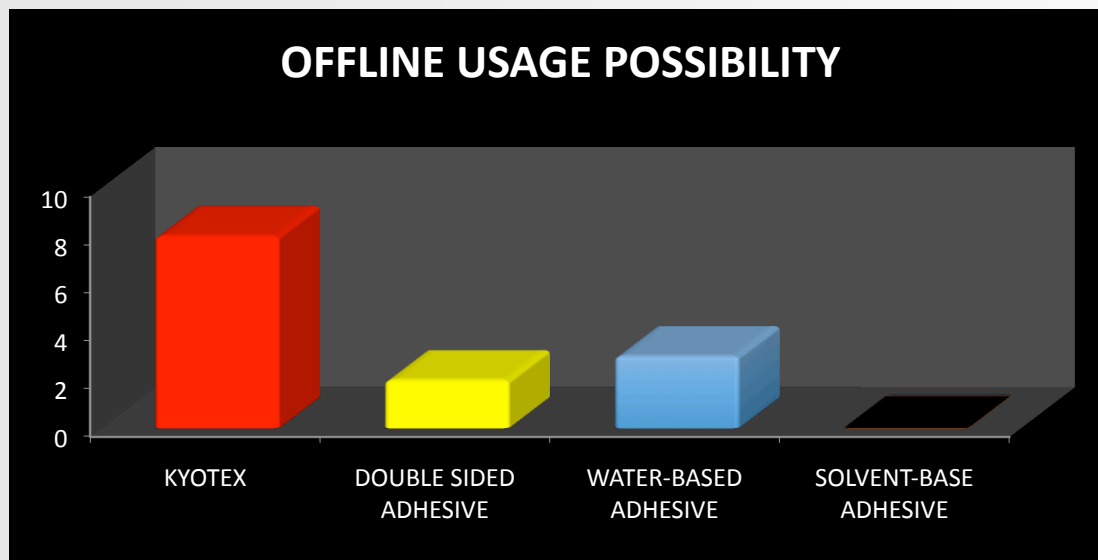 OFFLINE USAGE POSSIBILITY
10
8
6
4
2
0
KYOTEX
DOUBLE SIDED
ADHESIVE
WATER-BASED
ADHESIVE
SOLVENT-BASE
ADHESIVE